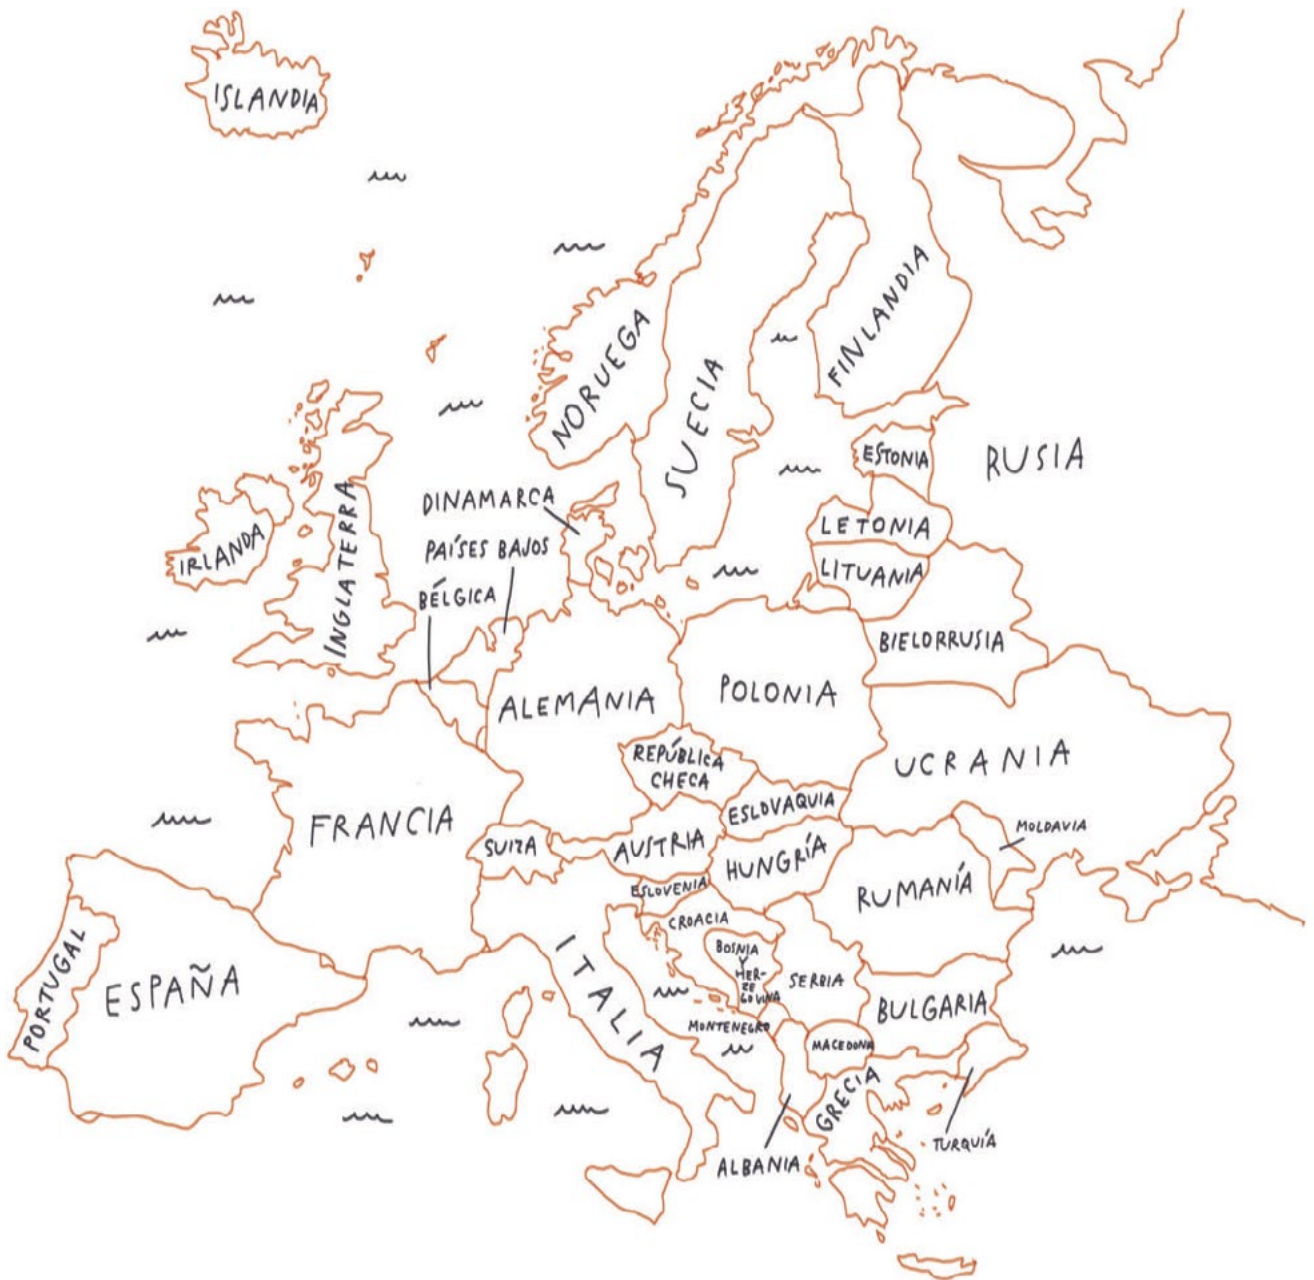 ISLANDIA
NORUEGA
SUECIA
FINLANDIA
RUSIA
ESTONIA
LETONIA
LITUANIA
BIELORRUSIA
DINAMARCA
PAÍSES BAJOS
BÉLGICA
IRLANDA
INGLATERRA
ALEMANIA
POLONIA
REPÚBLICA
CHECA
ESLOVAQUIA
UCRANIA
MOLDAVIA
FRANCIA
SUIZA
AUSTRIA
HUNGRÍA
RUMANÍA
ESLOVENIA
CROACIA
BOSNIA
Y
HER-
ZE
GOVINA
SERBIA
BULGARIA
PORTUGAL
ESPAÑA
ITALIA
MONTENEGRO
MACEDONIA
GRECIA
ALBANIA
TURQUÍA